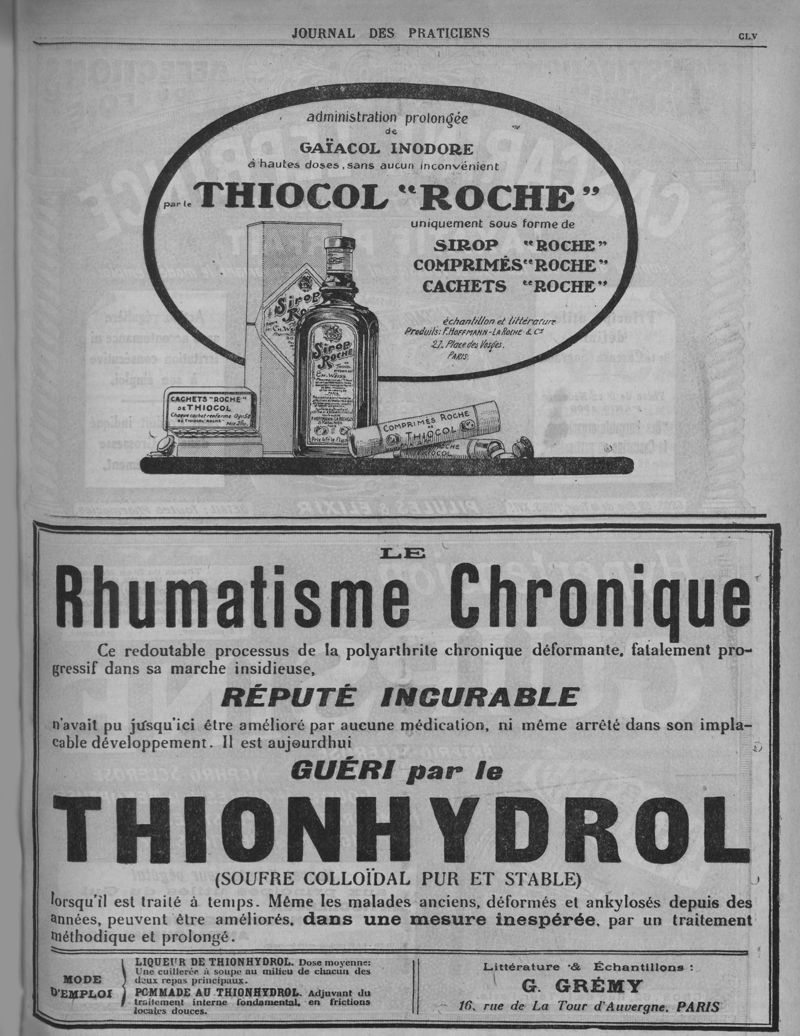 JOURNAL DES PRATICIENS
CLV
administration prolongée
de
GAÏACOL INODORE
à hautes doses, sans aucun inconvénient
par le THIOCOL "ROCHE"
uniquement sous forme de
SIROP "ROCHE"
COMPRIMÉS "ROCHE"
CACHETS "ROCHE"
échantillon et littérature
Produits: F. HOFFMANN-LA ROCHE & Cie
21, Place des Vosges.
PARIS
SIROP
ROCHE
SIROP
ROCHE
CACHETS "ROCHE"
DE THIOCOL
COMPRIMÉS ROCHE
THIOCOL
LE
Rhumatisme Chronique
Ce redoutable processus de la polyarthrite chronique déformante, fatalement pro-
gressif dans sa marche insidieuse,
RÉPUTÉ INCURABLE
n'avait pu jusqu'ici être amélioré par aucune médication, ni même arrêté dans son impla-
cable développement. Il est aujourdhui
GUÉRI par le
THIONHYDROL
(SOUFRE COLLOÏDAL PUR ET STABLE)
lorsqu'il est traité à temps. Même les malades anciens, déformés et ankylosés depuis des
années, peuvent être améliorés, dans une mesure inespérée, par un traitement
méthodique et prolongé.
MODE
D'EMPLOI
LIQUEUR DE THIONHYDROL. Dose moyenne:
Une cuillerée à soupe au milieu de chacun des
deux repas principaux.
POMMADE AU THIONHYDROL. Adjuvant du
traitement interne fondamental, en frictions
locales douces.
Littérature & Échantillons :
G. GRÉMY
16, rue de La Tour d'Auvergne, PARIS